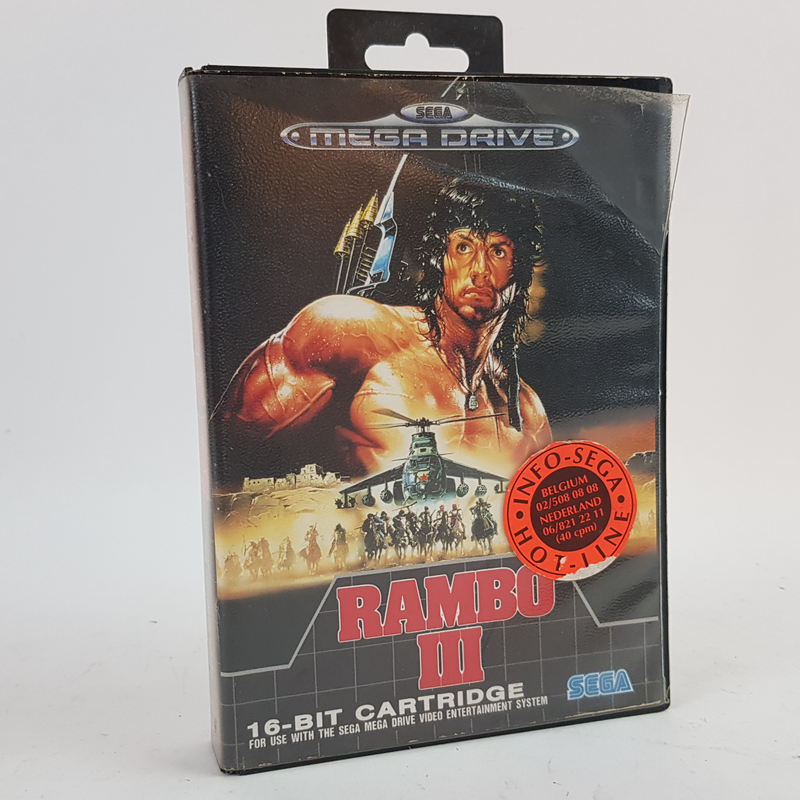 SEGA
MEGA DRIVE
INFO-SEGA
BELGIUM
02/508 08 08
NEDERLAND
06/821 22 11
(40 cpm)
HOT-LINE
RAMBO
III
SEGA
16-BIT CARTRIDGE
FOR USE WITH THE SEGA MEGA DRIVE VIDEO ENTERTAINMENT SYSTEM